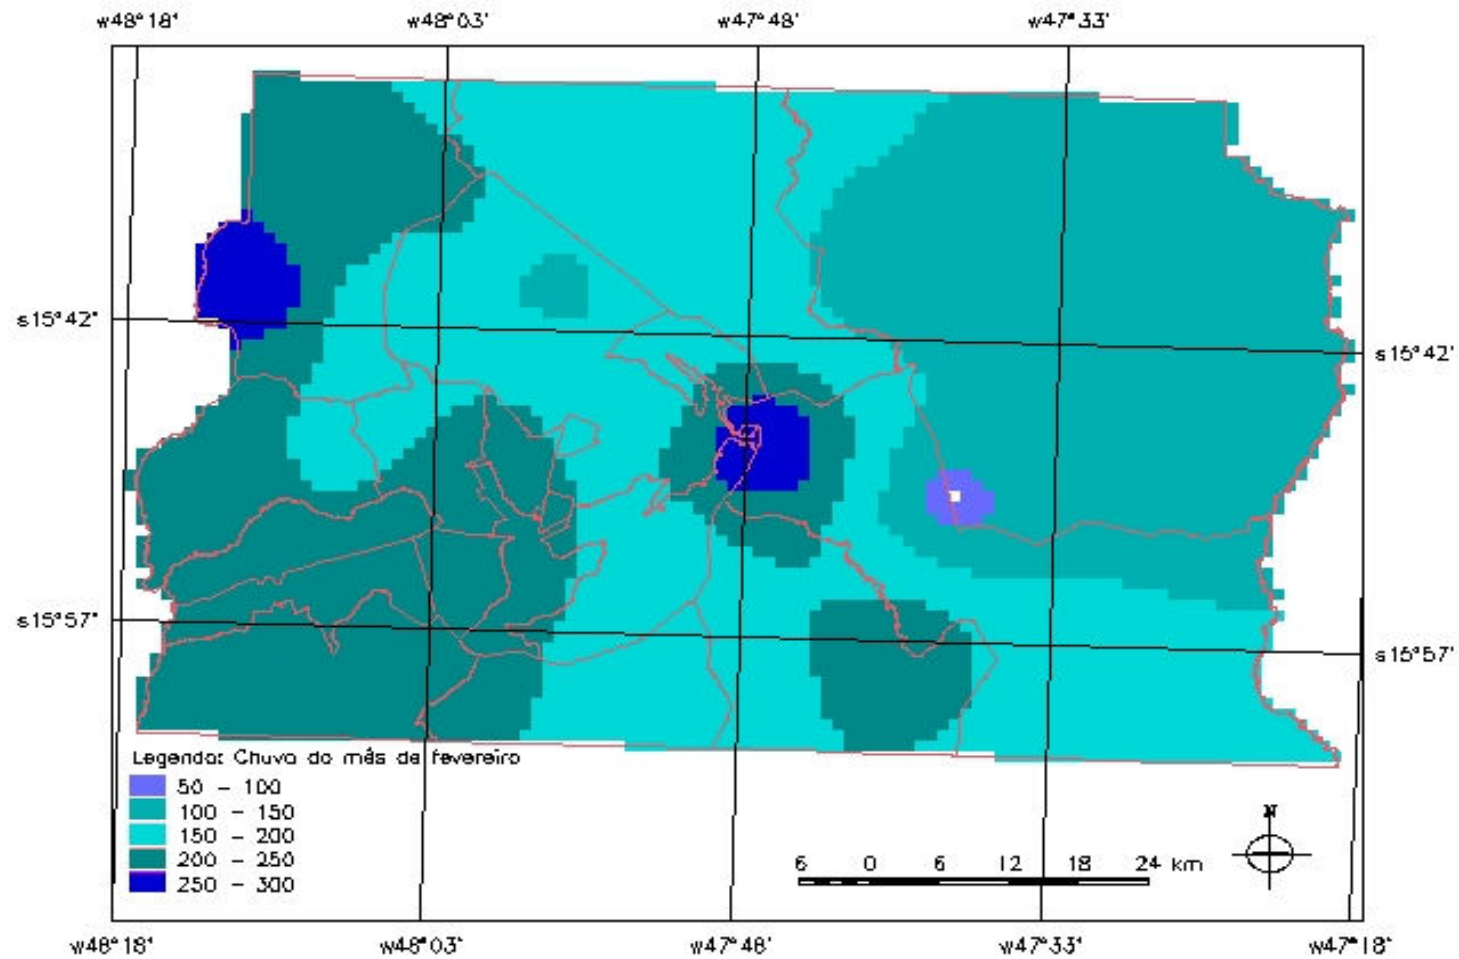 w48°18' w48°03' w47°48' w47°33'
s15°42'
s15°42'
s15°57'
s15°57'
Legenda: Chuva do mês de fevereiro
50 - 100
100 - 150
150 - 200
200 - 250
250 - 300
N
6 0 6 12 18 24 km
w48°18' w48°03' w47°48' w47°33' w47°18'